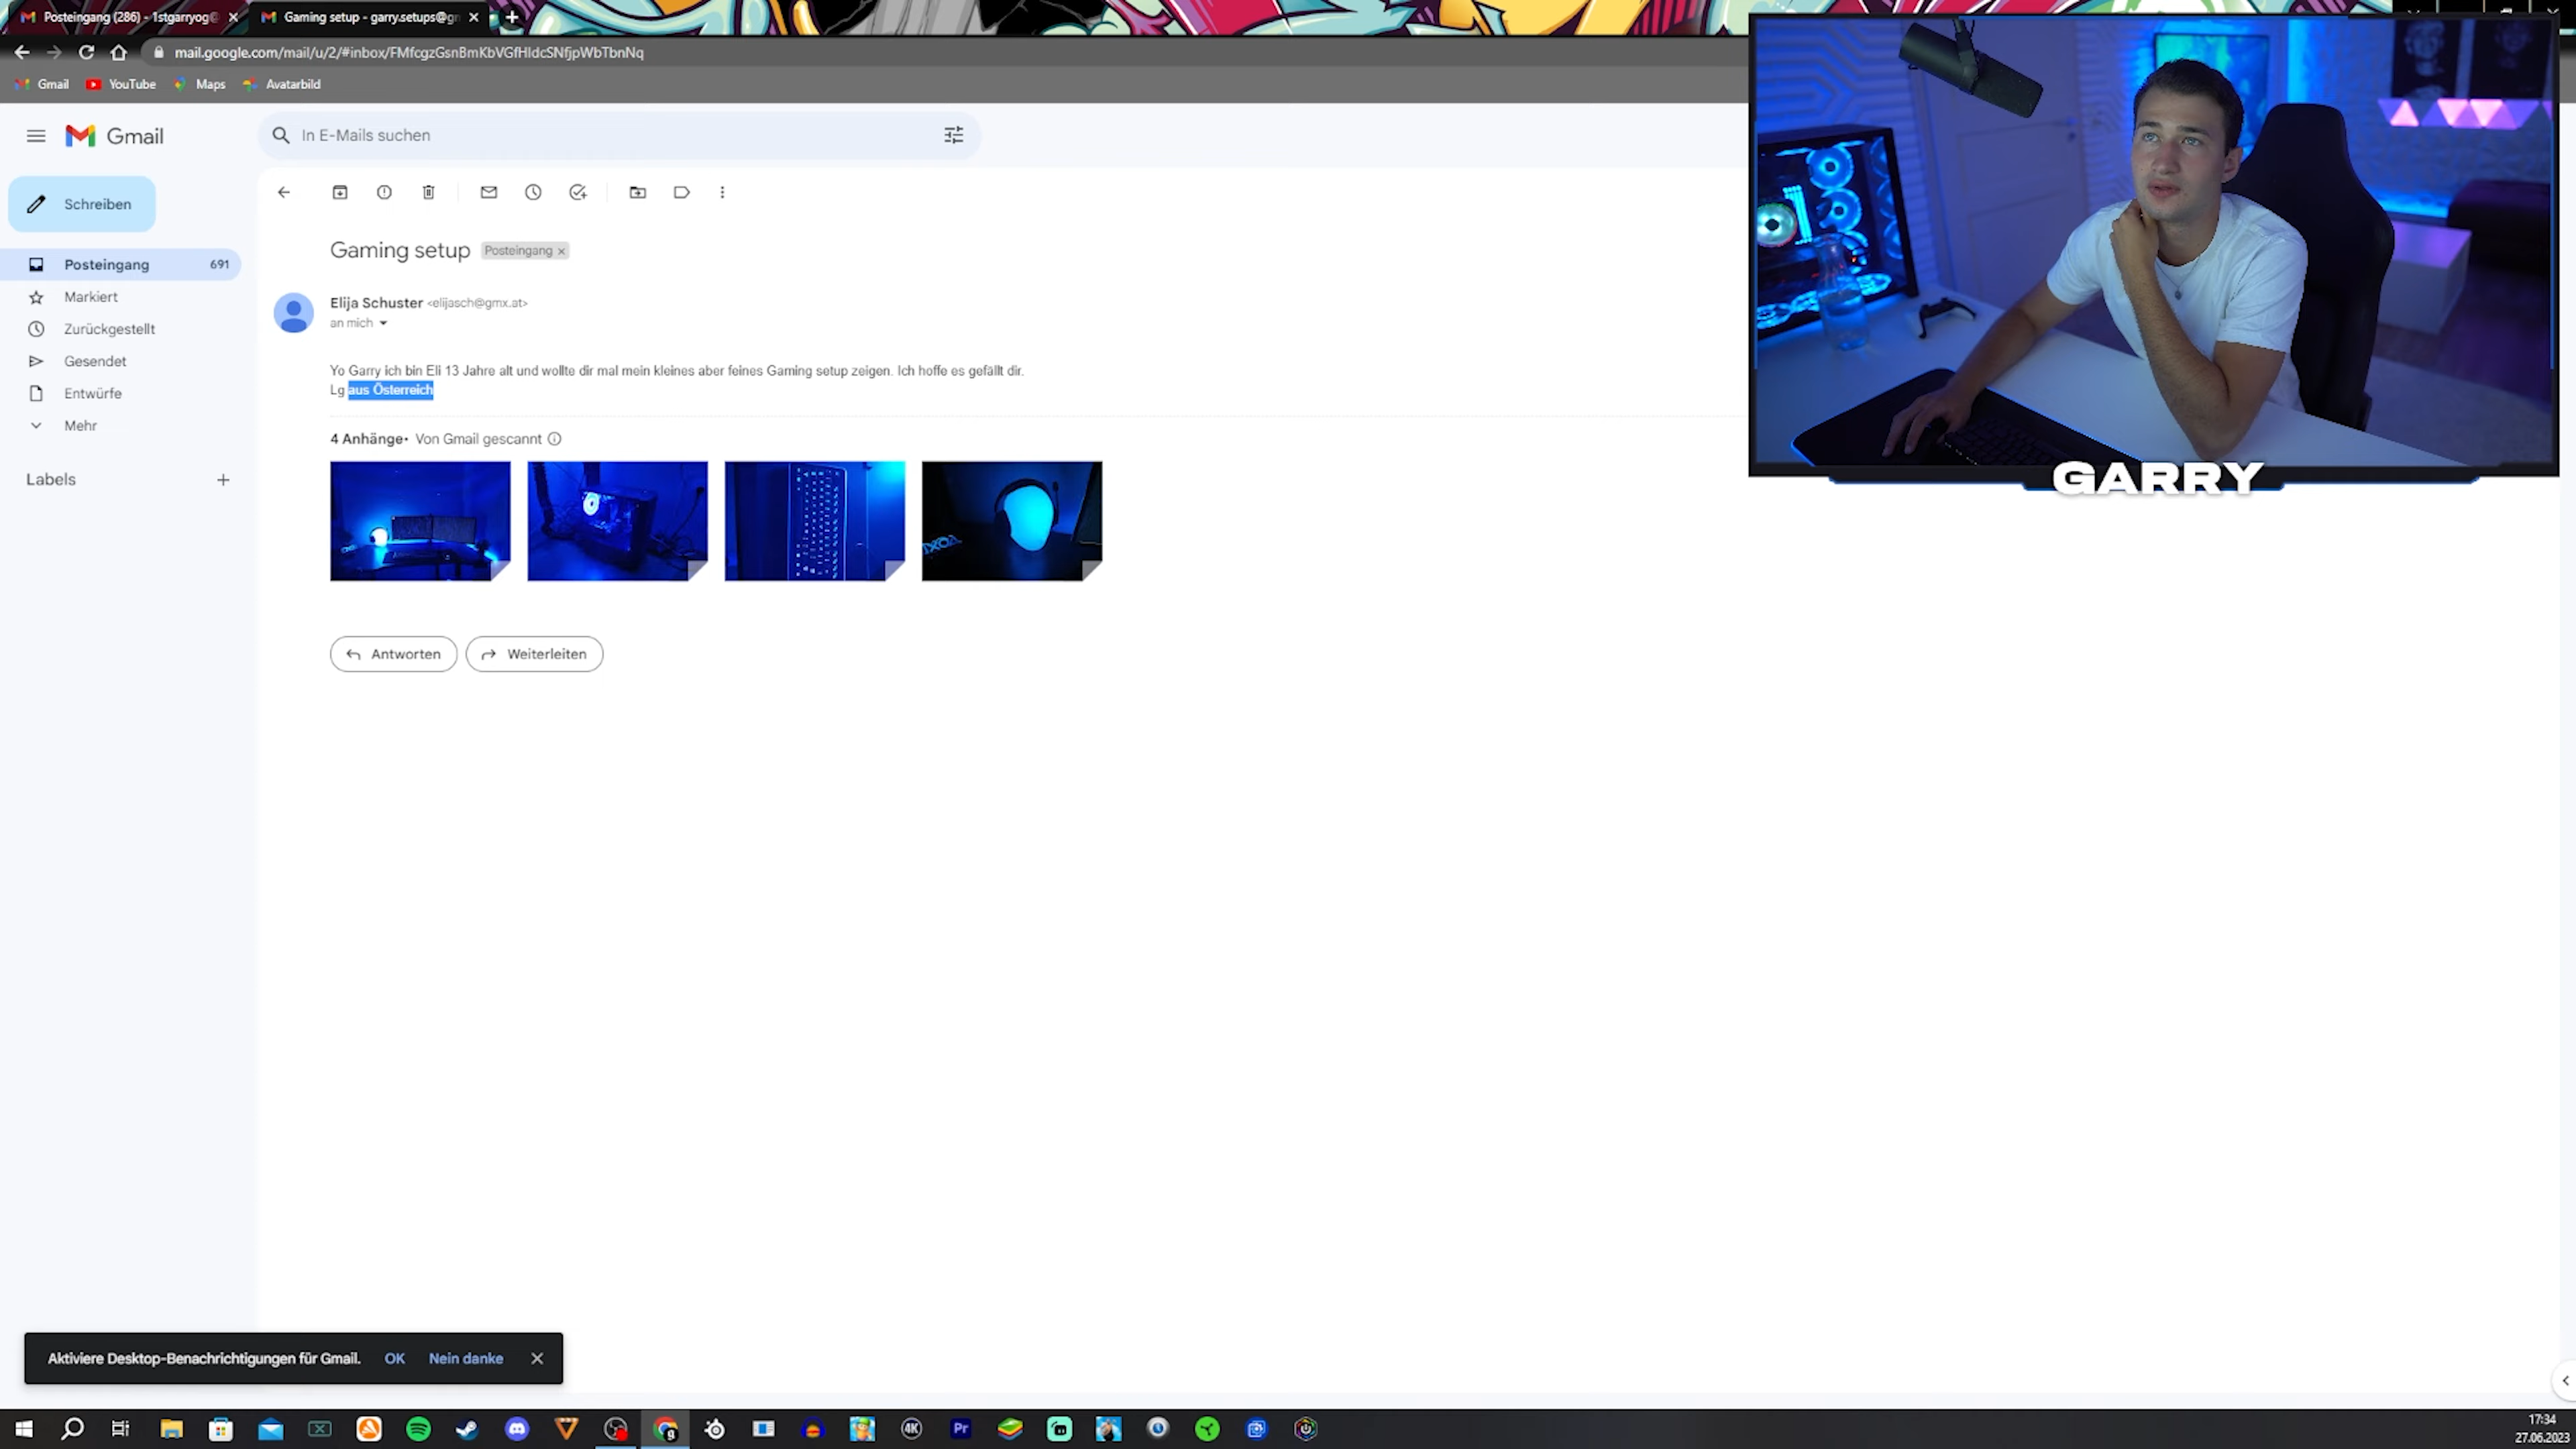 Posteingang (286) - 1stgarryog@
Gaming setup - garry.setups@gm
mail.google.com/mail/u/2/#inbox/FMfcgzGsnBmKbVGfHIdcSNfjpWbTbnNq
Gmail
YouTube
Maps
Avatarbild
Gmail
In E-Mails suchen
Schreiben
Posteingang 691
Markiert
Zurückgestellt
Gesendet
Entwürfe
Mehr
Labels
Gaming setup Posteingang ×
Elija Schuster <elijasch@gmx.at>
an mich
Yo Garry ich bin Eli 13 Jahre alt und wollte dir mal mein kleines aber feines Gaming setup zeigen. Ich hoffe es gefällt dir.
Lg aus Österreich
4 Anhänge • Von Gmail gescannt
Antworten
Weiterleiten
GARRY
Aktiviere Desktop-Benachrichtigungen für Gmail. OK Nein danke
4K
Pr
17:34
27.06.2023